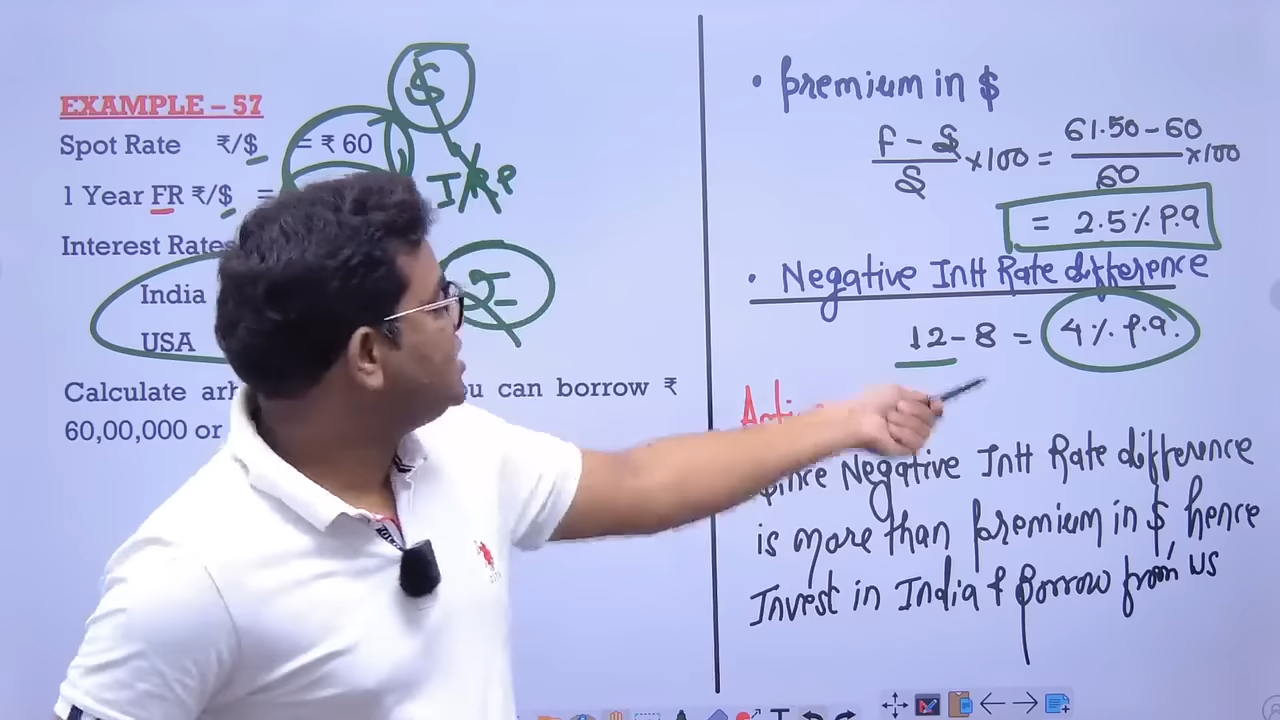 EXAMPLE – 57
Spot Rate ₹/$ = ₹ 60
1 Year FR ₹/$ =
Interest Rates
India
USA
Calculate can borrow ₹
60,00,000 or
$
IRP
₹
• Premium in $
F - S / S × 100 = 61.50 - 60 / 60 × 100
= 2.5% P.a
• Negative Intt Rate difference
12 - 8 = 4% P.a.
Since Negative Intt Rate difference
is more than premium in $, hence
Invest in India & Borrow from US